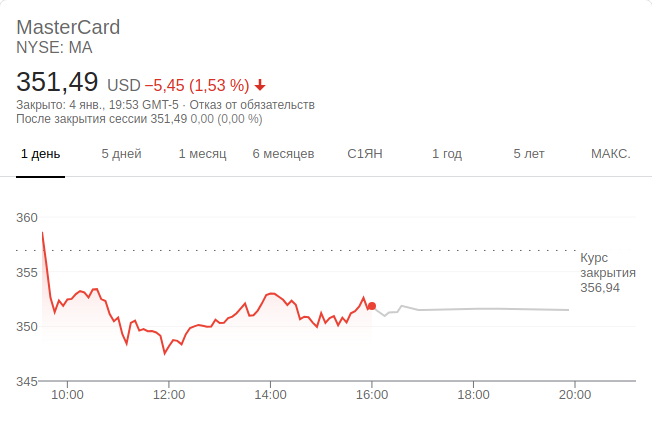 MasterCard
NYSE: MA
351,49 USD −5,45 (1,53 %)
Закрыто: 4 янв., 19:53 GMT-5 · Отказ от обязательств
После закрытия сессии 351,49 0,00 (0,00 %)
1 день 5 дней 1 месяц 6 месяцев С1ЯН 1 год 5 лет МАКС.
360
Курс
закрытия
356,94
355
350
345
10:00 12:00 14:00 16:00 18:00 20:00